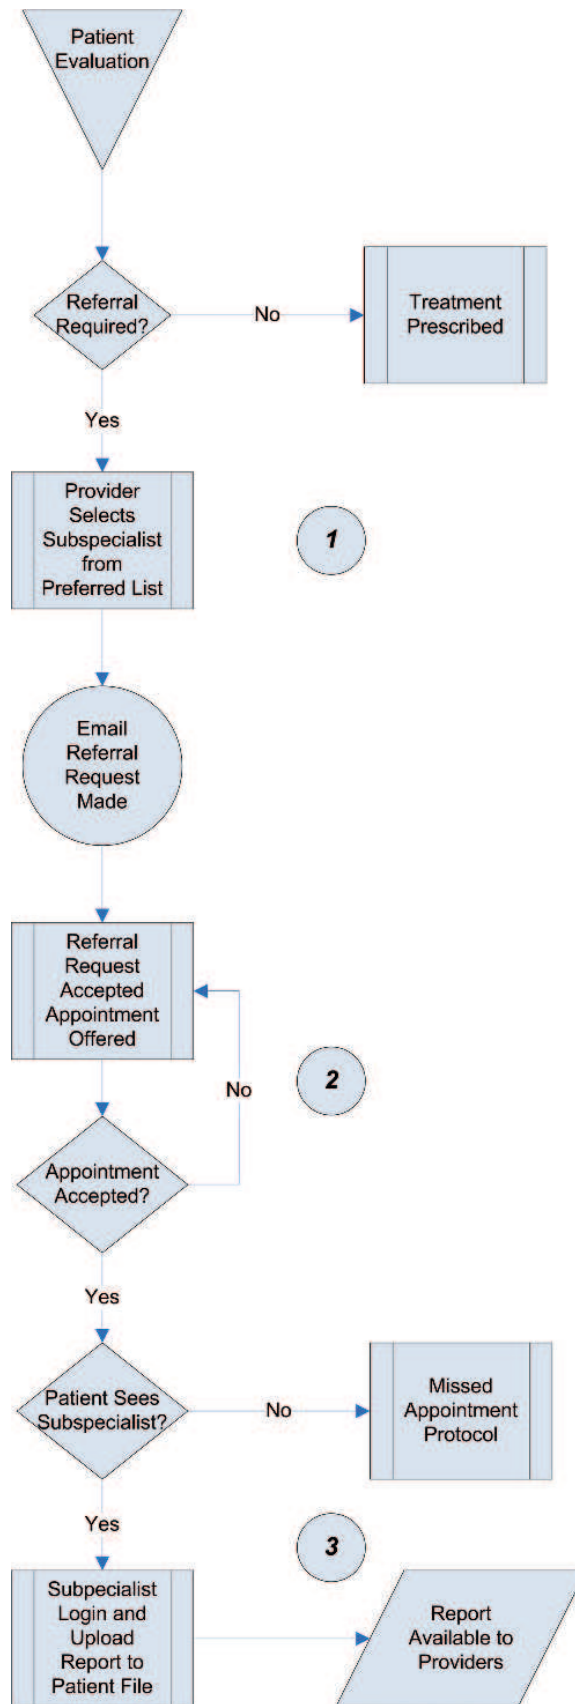 Patient
Evaluation
Referral
Required?
No
Treatment
Prescribed
Yes
Provider
Selects
Subspecialist
from
Preferred List
1
Email
Referral
Request
Made
Referral
Request
Accepted
Appointment
Offered
No
2
Appointment
Accepted?
Yes
Patient Sees
Subspecialist?
No
Missed
Appointment
Protocol
Yes
3
Subpecialist
Login and
Upload
Report to
Patient File
Report
Available to
Providers